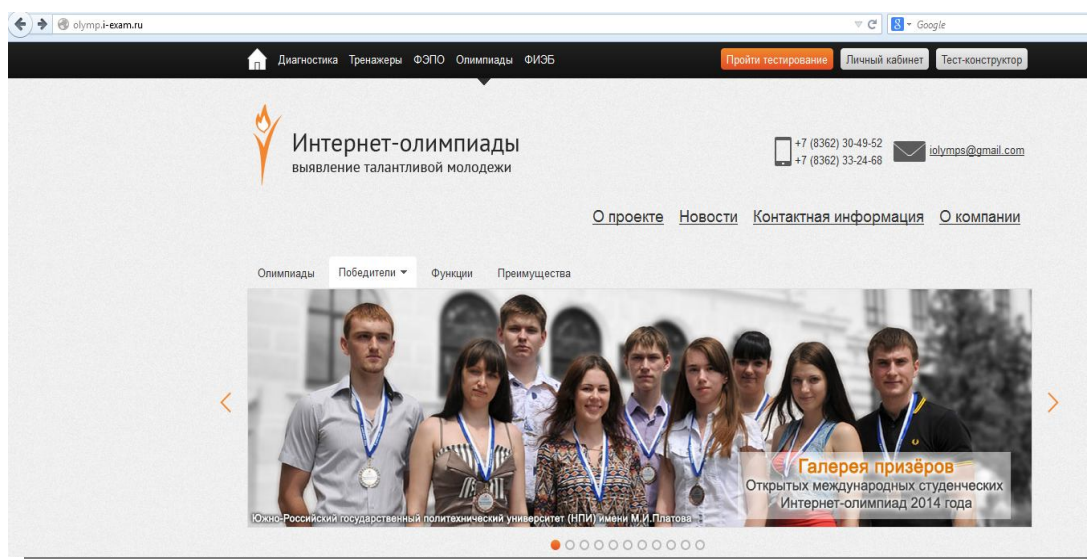 olymp.i-exam.ru
Google
Диагностика Тренажеры ФЭПО Олимпиады ФИЭБ
Пройти тестирование Личный кабинет Тест-конструктор
Интернет-олимпиады
выявление талантливой молодежи
+7 (8362) 30-49-52
+7 (8362) 33-24-68
iolymps@gmail.com
О проекте Новости Контактная информация О компании
Олимпиады Победители Функции Преимущества
Галерея призёров
Открытых международных студенческих
Интернет-олимпиад 2014 года
Южно-Российский государственный политехнический университет (НПИ) имени М.И.Платова